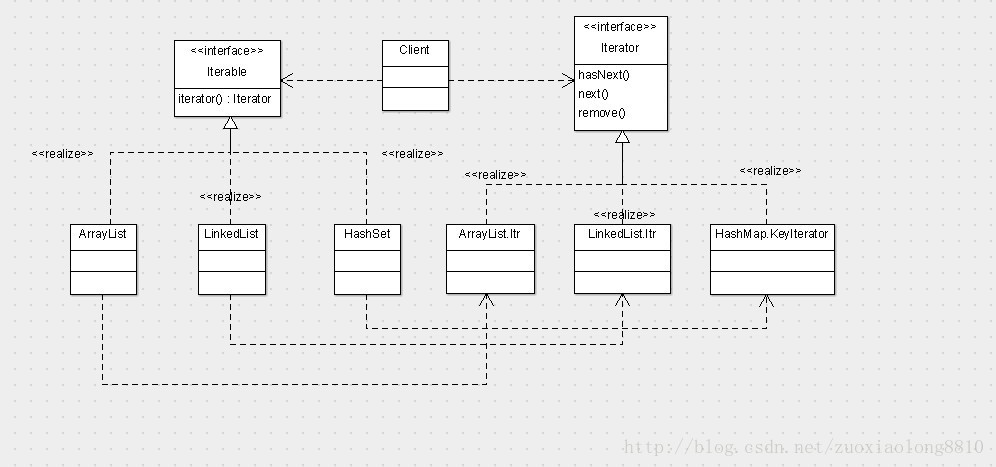 <<interface>>
Iterable
iterator() : Iterator
Client
<<interface>>
Iterator
hasNext()
next()
remove()
<<realize>>
<<realize>>
<<realize>>
<<realize>>
<<realize>>
<<realize>>
ArrayList
LinkedList
HashSet
ArrayList.Itr
LinkedList.Itr
HashMap.KeyIterator
http://blog.csdn.net/zuoxiaolong8810